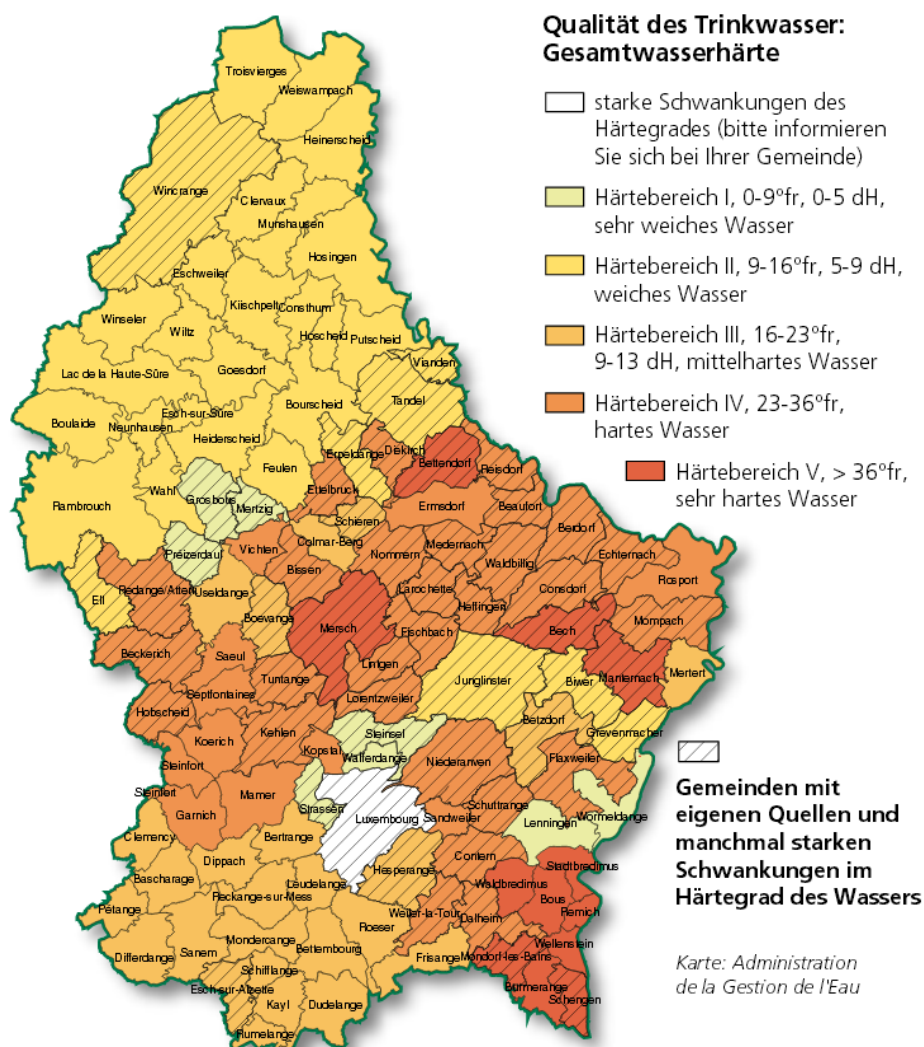 Qualität des Trinkwasser:
Gesamtwasserhärte
starke Schwankungen des
Härtegrades (bitte informieren
Sie sich bei Ihrer Gemeinde)
Härtebereich I, 0-9°fr, 0-5 dH,
sehr weiches Wasser
Härtebereich II, 9-16°fr, 5-9 dH,
weiches Wasser
Härtebereich III, 16-23°fr,
9-13 dH, mittelhartes Wasser
Härtebereich IV, 23-36°fr,
hartes Wasser
Härtebereich V, > 36°fr,
sehr hartes Wasser
Gemeinden mit
eigenen Quellen und
manchmal starken
Schwankungen im
Härtegrad des Wassers
Karte: Administration
de la Gestion de l'Eau
Troisvierges
Weiswampach
Heinerscheid
Wincrange
Clervaux
Munshausen
Hosingen
Eschweiler
Kiischpelt
Consthum
Winseler
Wiltz
Hoscheid
Putscheid
Vianden
Lac de la Haute-Sûre
Goesdorf
Tandel
Esch-sur-Sûre
Bourscheid
Boulaide
Neunhausen
Heiderscheid
Erpeldange
Diekirch
Bettendorf
Reisdorf
Feulen
Wahl
Ettelbruck
Rambrouch
Grosbous
Mertzig
Ermsdorf
Beaufort
Schieren
Berdorf
Colmar-Berg
Vichten
Préizerdaul
Nommern
Medernach
Echternach
Waldbillig
Bissen
Rosport
Ell
Rédange/Attert
Useldange
Larochette
Consdorf
Heffingen
Boevange
Mompach
Mersch
Fischbach
Bech
Beckerich
Saeul
Lintgen
Manternach
Mertert
Tuntange
Junglinster
Biwer
Septfontaines
Lorentzweiler
Hobscheid
Betzdorf
Grevenmacher
Koerich
Kehlen
Steinsel
Kopstal
Walferdange
Niederanven
Flaxweiler
Steinfort
Steinfort
Mamer
Strassen
Schuttrange
Wormeldange
Garnich
Luxembourg
Sandweiler
Lenningen
Clemency
Bertrange
Contern
Stadtbredimus
Dippach
Hesperange
Bascharage
Leudelange
Waldbredimus
Reckange-sur-Mess
Bous
Remich
Pétange
Roeser
Weiler-la-Tour
Dalheim
Mondercange
Wellenstein
Differdange
Sanem
Bettembourg
Frisange
Mondorf-les-Bains
Schifflange
Esch-sur-Alzette
Burmerange
Schengen
Kayl
Dudelange
Rumelange